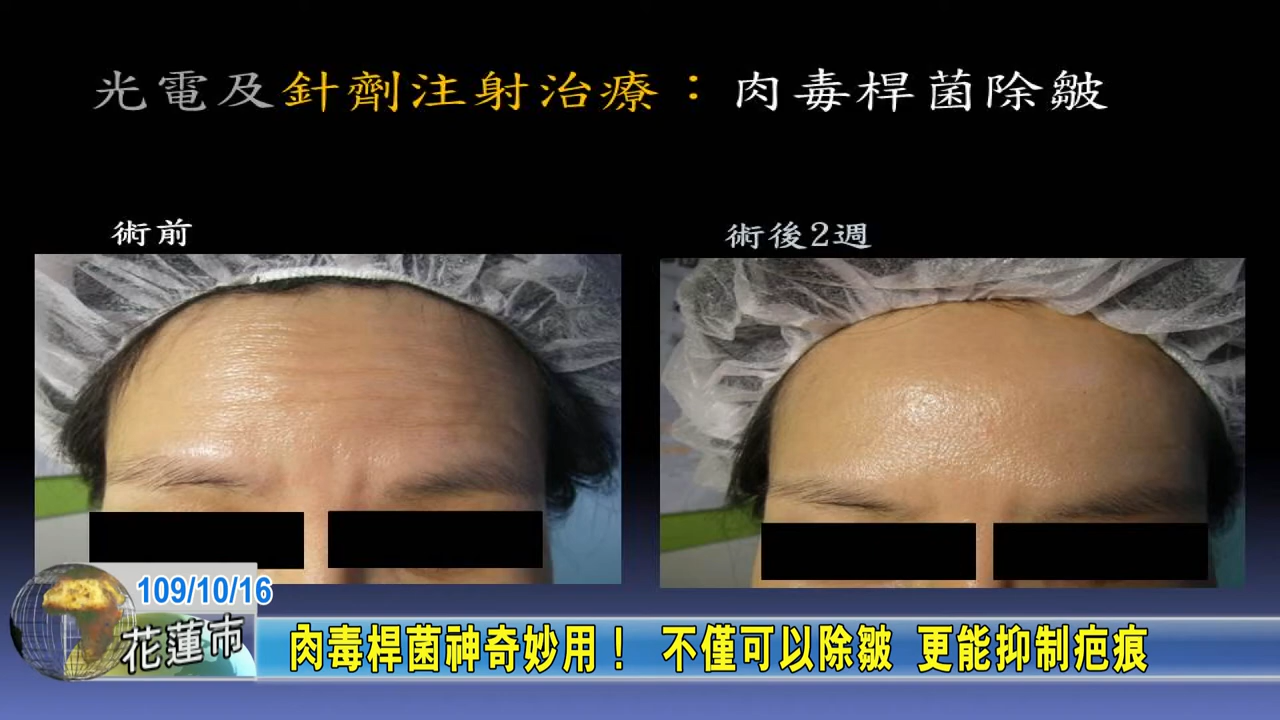 光電及針劑注射治療：肉毒桿菌除皺
術前
術後2週
109/10/16
花蓮市
肉毒桿菌神奇妙用！ 不僅可以除皺 更能抑制疤痕